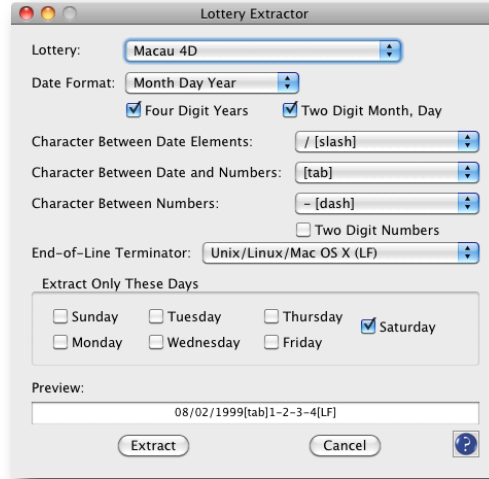 Lottery Extractor
Lottery: Macau 4D
Date Format: Month Day Year
Four Digit Years Two Digit Month, Day
Character Between Date Elements: / [slash]
Character Between Date and Numbers: [tab]
Character Between Numbers: - [dash]
Two Digit Numbers
End-of-Line Terminator: Unix/Linux/Mac OS X (LF)
Extract Only These Days
Sunday Tuesday Thursday Saturday
Monday Wednesday Friday
Preview:
08/02/1999[tab]1-2-3-4[LF]
Extract Cancel ?